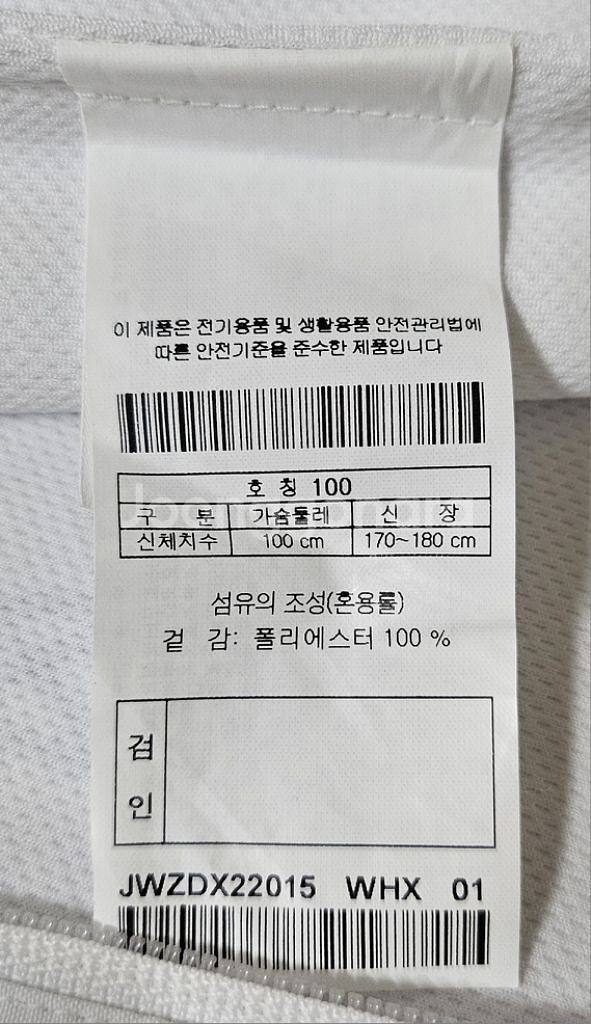 이 제품은 전기용품 및 생활용품 안전관리법에
따른 안전기준을 준수한 제품입니다
호 칭 100
구 분 가슴둘레 신 장
신체치수 100 cm 170~180 cm
섬유의 조성(혼용률)
겉 감: 폴리에스터 100 %
검
인
JWZDX22015 WHX 01